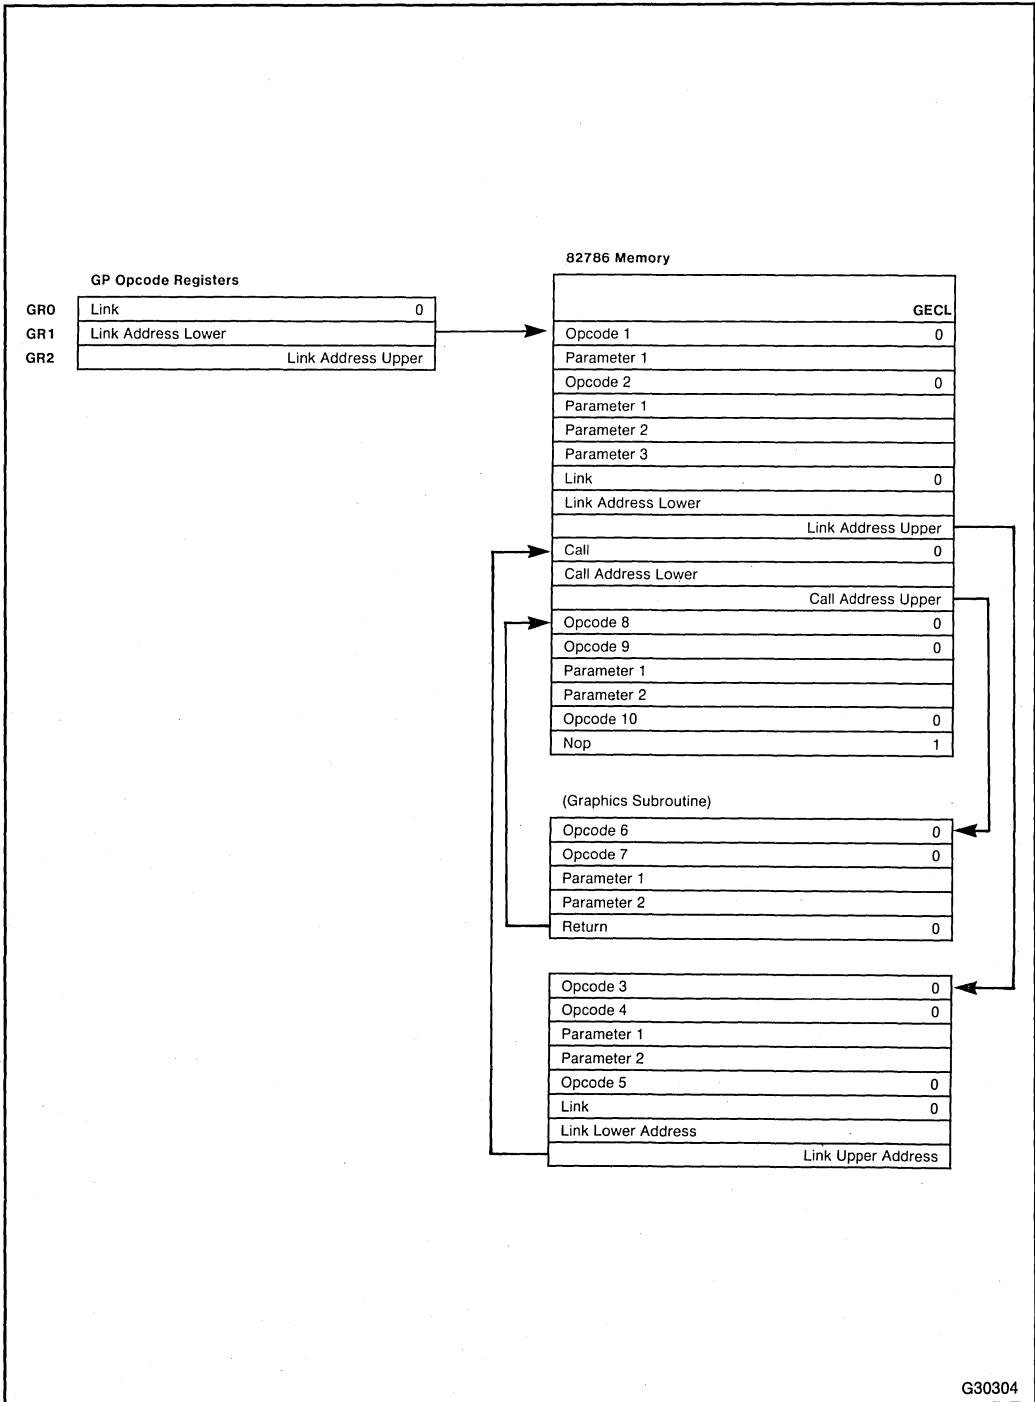 GP Opcode Registers
GR0 Link 0
GR1 Link Address Lower
GR2 Link Address Upper
82786 Memory
GECL
Opcode 1 0
Parameter 1
Opcode 2 0
Parameter 1
Parameter 2
Parameter 3
Link 0
Link Address Lower
Link Address Upper
Call 0
Call Address Lower
Call Address Upper
Opcode 8 0
Opcode 9 0
Parameter 1
Parameter 2
Opcode 10 0
Nop 1
(Graphics Subroutine)
Opcode 6 0
Opcode 7 0
Parameter 1
Parameter 2
Return 0
Opcode 3 0
Opcode 4 0
Parameter 1
Parameter 2
Opcode 5 0
Link 0
Link Lower Address
Link Upper Address
G30304